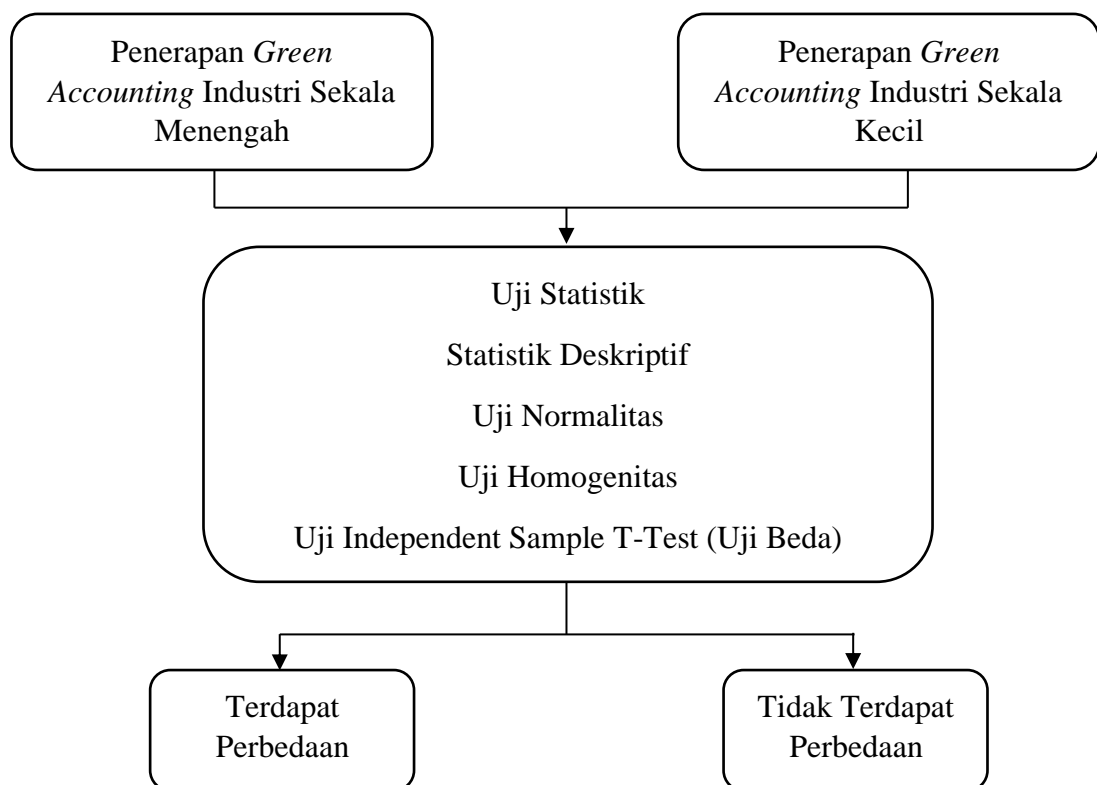 Penerapan Green
Accounting Industri Sekala
Menengah
Penerapan Green
Accounting Industri Sekala
Kecil
Uji Statistik
Statistik Deskriptif
Uji Normalitas
Uji Homogenitas
Uji Independent Sample T-Test (Uji Beda)
Terdapat
Perbedaan
Tidak Terdapat
Perbedaan